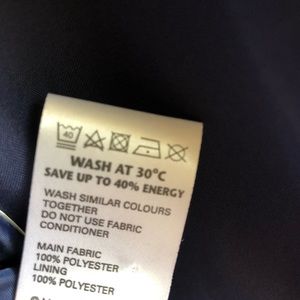 40
WASH AT 30°C
SAVE UP TO 40% ENERGY
WASH SIMILAR COLOURS
TOGETHER
DO NOT USE FABRIC
CONDITIONER
MAIN FABRIC
100% POLYESTER
LINING
100% POLYESTER